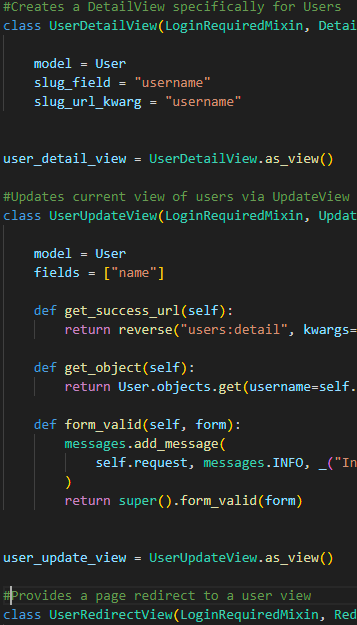 #Creates a DetailView specifically for Users
class UserDetailView(LoginRequiredMixin, Detai
model = User
slug_field = "username"
slug_url_kwarg = "username"
user_detail_view = UserDetailView.as_view()
#Updates current view of users via UpdateView
class UserUpdateView(LoginRequiredMixin, Updat
model = User
fields = ["name"]
def get_success_url(self):
return reverse("users:detail", kwargs=
def get_object(self):
return User.objects.get(username=self.
def form_valid(self, form):
messages.add_message(
self.request, messages.INFO, _("In
)
return super().form_valid(form)
user_update_view = UserUpdateView.as_view()
#Provides a page redirect to a user view
class UserRedirectView(LoginRequiredMixin, Red